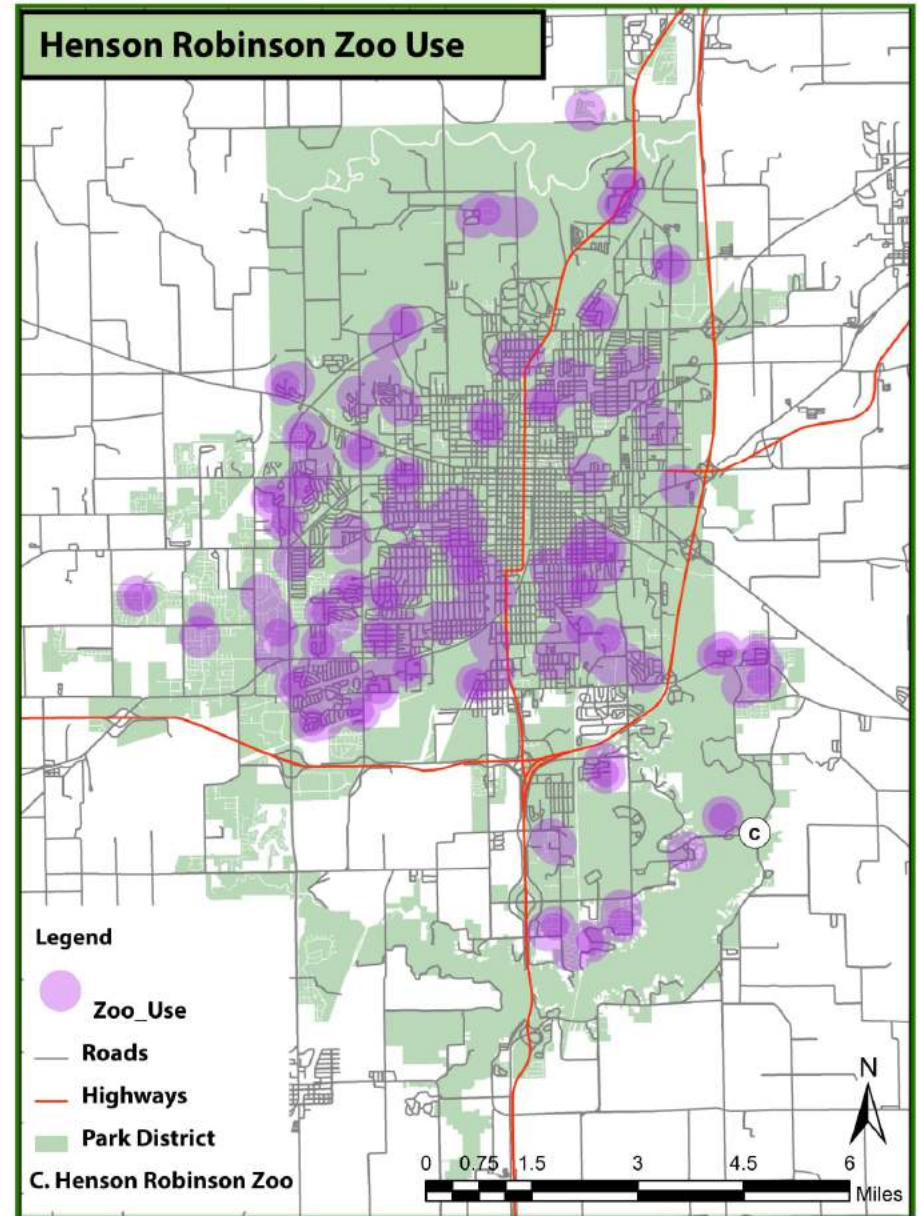 Henson Robinson Zoo Use
C
Legend
Zoo_Use
Roads
Highways
Park District
C. Henson Robinson Zoo
N
0 0.75 1.5 3 4.5 6
Miles